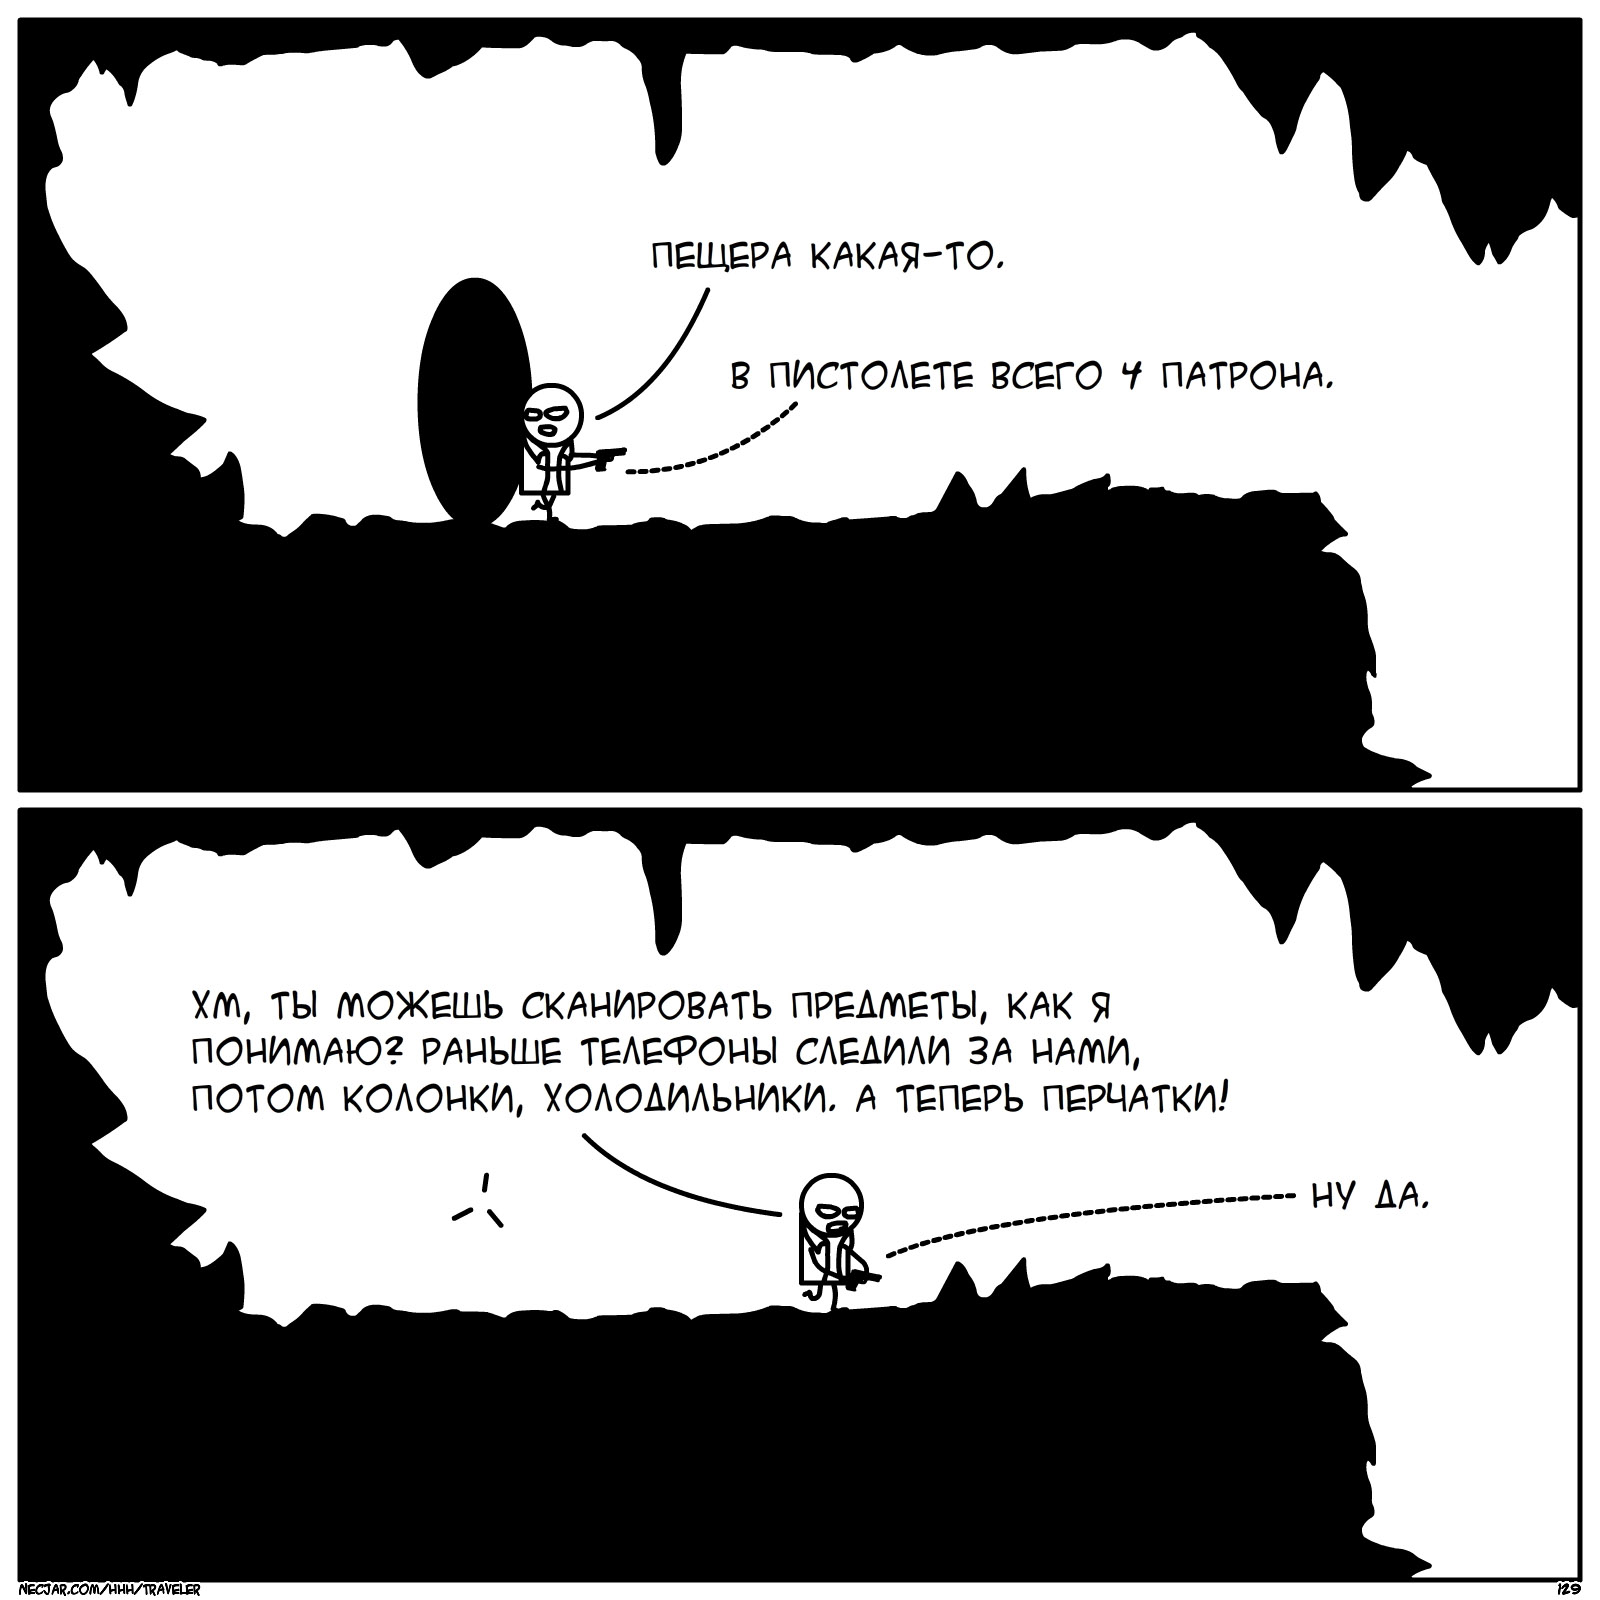 ПЕЩЕРА КАКАЯ-ТО.
В ПИСТОЛЕТЕ ВСЕГО 4 ПАТРОНА.
ХМ, ТЫ МОЖЕШЬ СКАНИРОВАТЬ ПРЕДМЕТЫ, КАК Я
ПОНИМАЮ? РАНЬШЕ ТЕЛЕФОНЫ СЛЕДИЛИ ЗА НАМИ,
ПОТОМ КОЛОНКИ, ХОЛОДИЛЬНИКИ. А ТЕПЕРЬ ПЕРЧАТКИ!
НУ ДА.
NECJAR.COM/HHH/TRAVELER
129